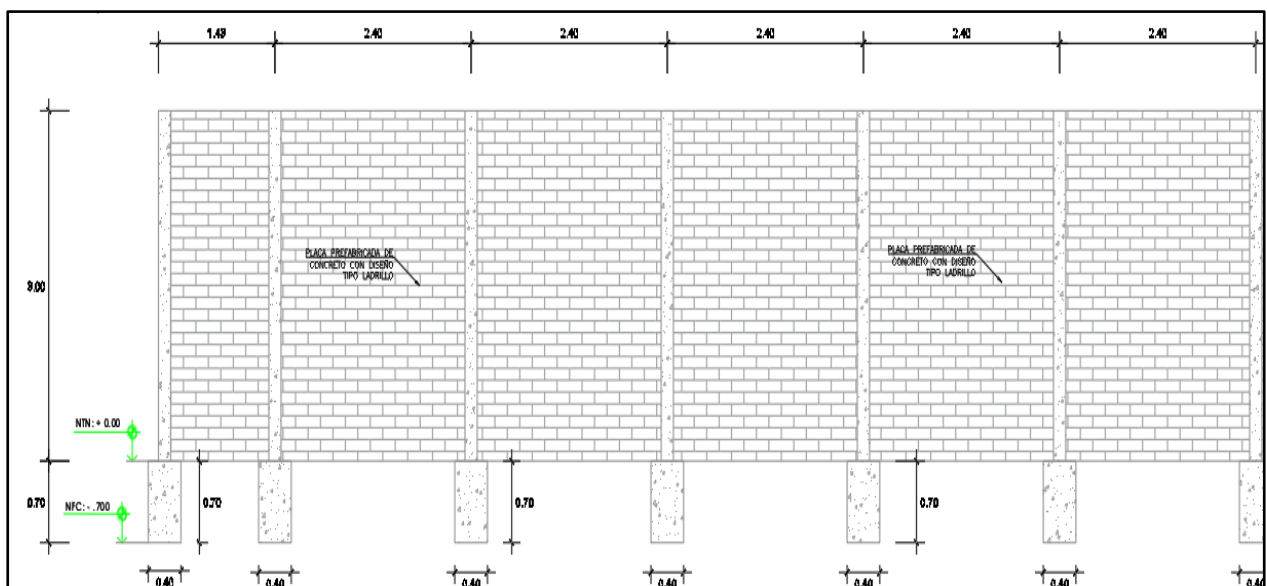 1.49
2.40
2.40
2.40
2.40
2.40
PLACA PREFABRICADA DE
CONCRETO CON DISEÑO
TIPO LADRILLO
PLACA PREFABRICADA DE
CONCRETO CON DISEÑO
TIPO LADRILLO
3.00
NTN: + 0.00
0.70
NFC: - .700
0.70
0.70
0.70
0.40
0.40
0.40
0.40
0.40
0.40
0.40